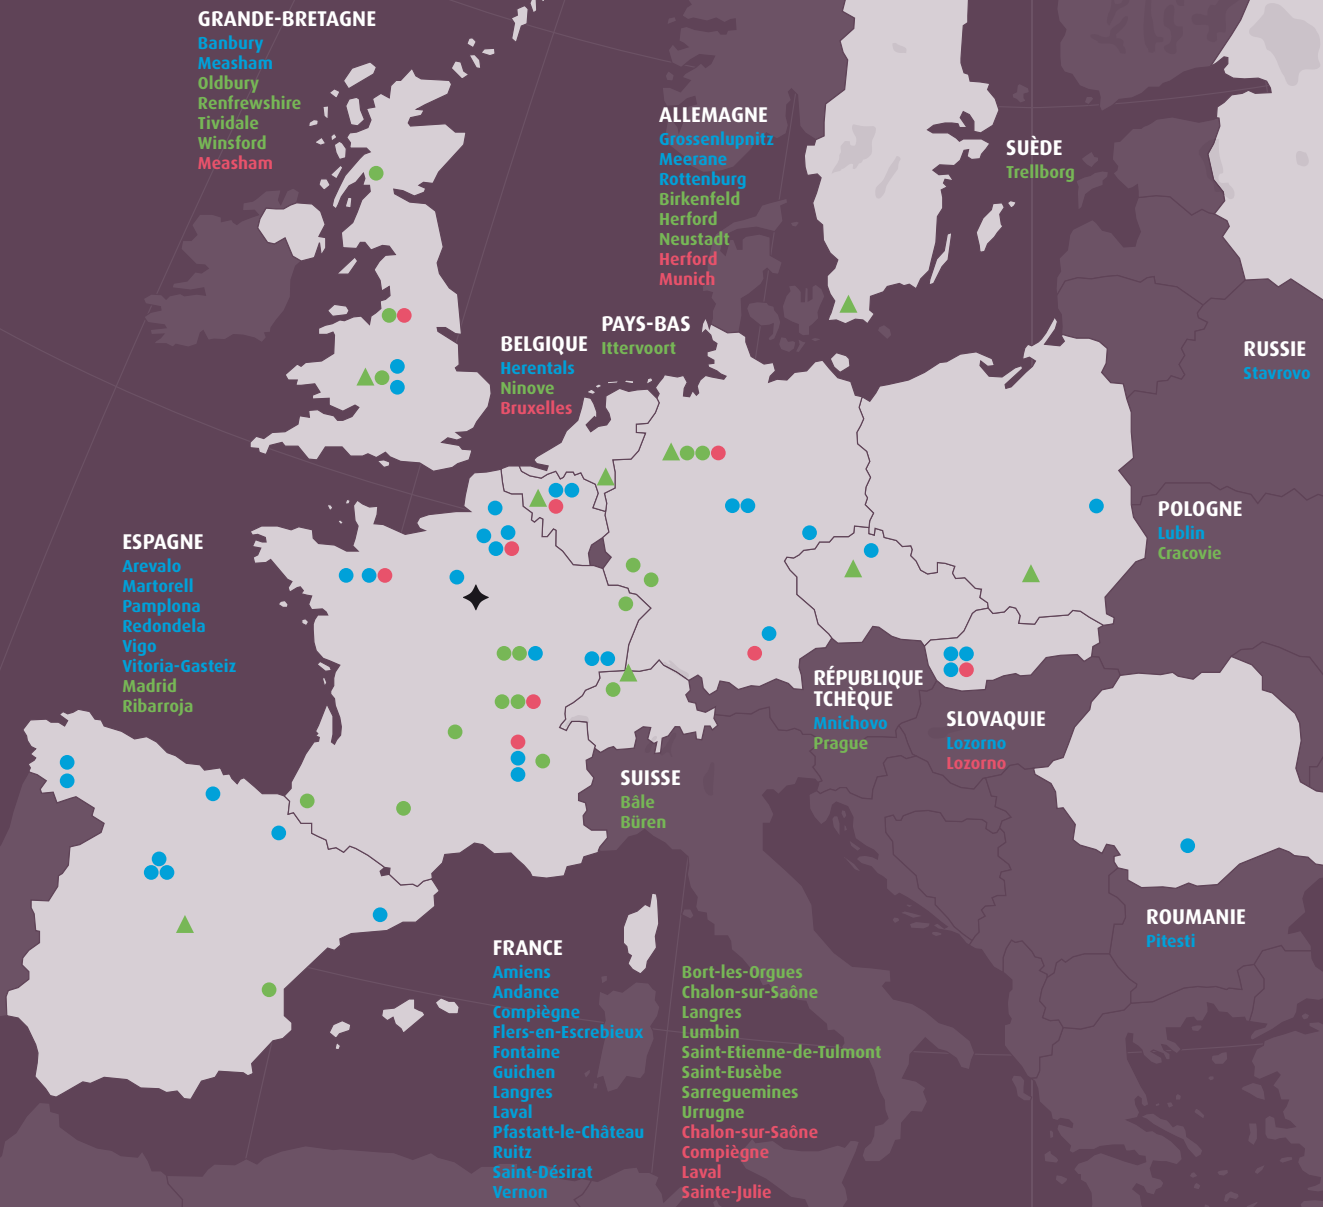 GRANDE-BRETAGNE
Banbury
Measham
Oldbury
Renfrewshire
Tividale
Winsford
Measham
ALLEMAGNE
Grossenlupnitz
Meerane
Rottenburg
Birkenfeld
Herford
Neustadt
Herford
Munich
SUÈDE
Trellborg
PAYS-BAS
Ittervoort
BELGIQUE
Herentals
Ninove
Bruxelles
RUSSIE
Stavrovo
POLOGNE
Lublin
Cracovie
ESPAGNE
Arevalo
Martorell
Pamplona
Redondela
Vigo
Vitoria-Gasteiz
Madrid
Ribarroja
RÉPUBLIQUE
TCHÈQUE
Mnichovo
Prague
SLOVAQUIE
Lozorno
Lozorno
SUISSE
Bâle
Büren
ROUMANIE
Pitesti
FRANCE
Amiens
Andance
Compiègne
Flers-en-Escrebieux
Fontaine
Guichen
Langres
Laval
Pfastatt-le-Château
Ruitz
Saint-Désirat
Vernon
Bort-les-Orgues
Chalon-sur-Saône
Langres
Lumbin
Saint-Etienne-de-Tulmont
Saint-Eusèbe
Sarreguemines
Urrugne
Chalon-sur-Saône
Compiègne
Laval
Sainte-Julie